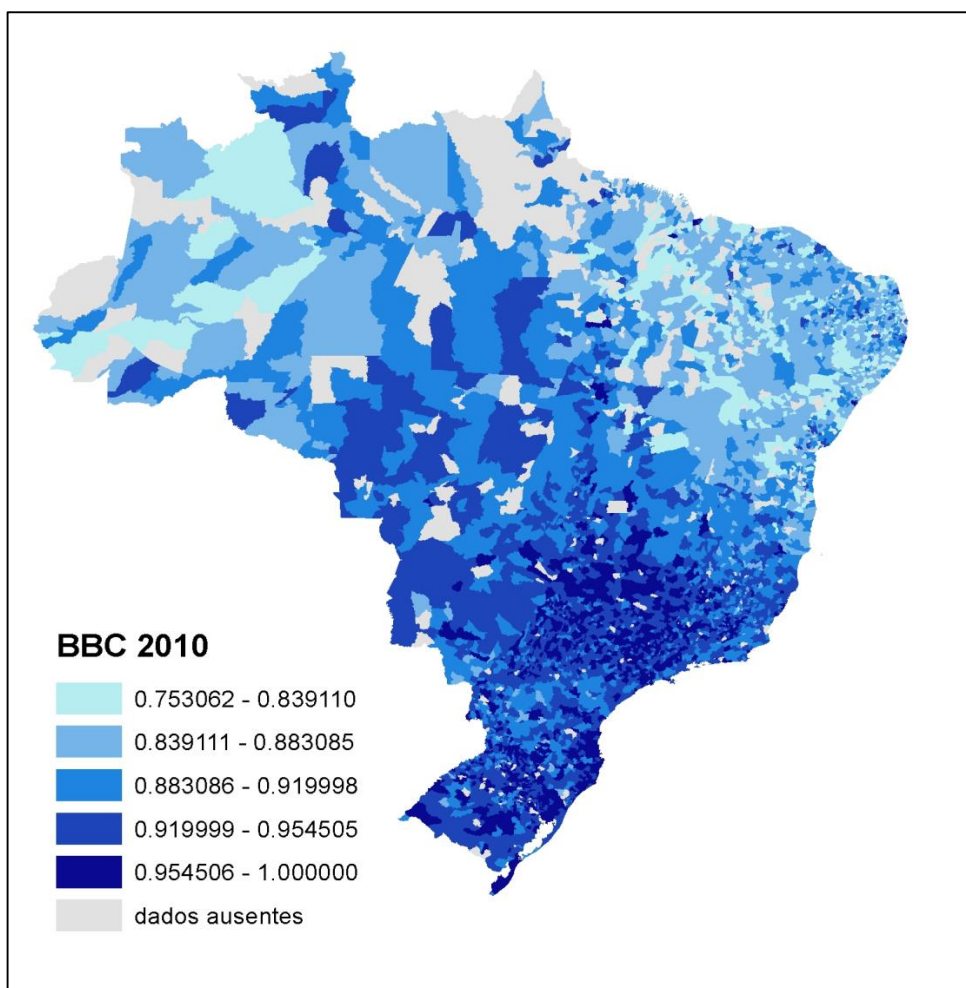 BBC 2010
0.753062 - 0.839110
0.839111 - 0.883085
0.883086 - 0.919998
0.919999 - 0.954505
0.954506 - 1.000000
dados ausentes